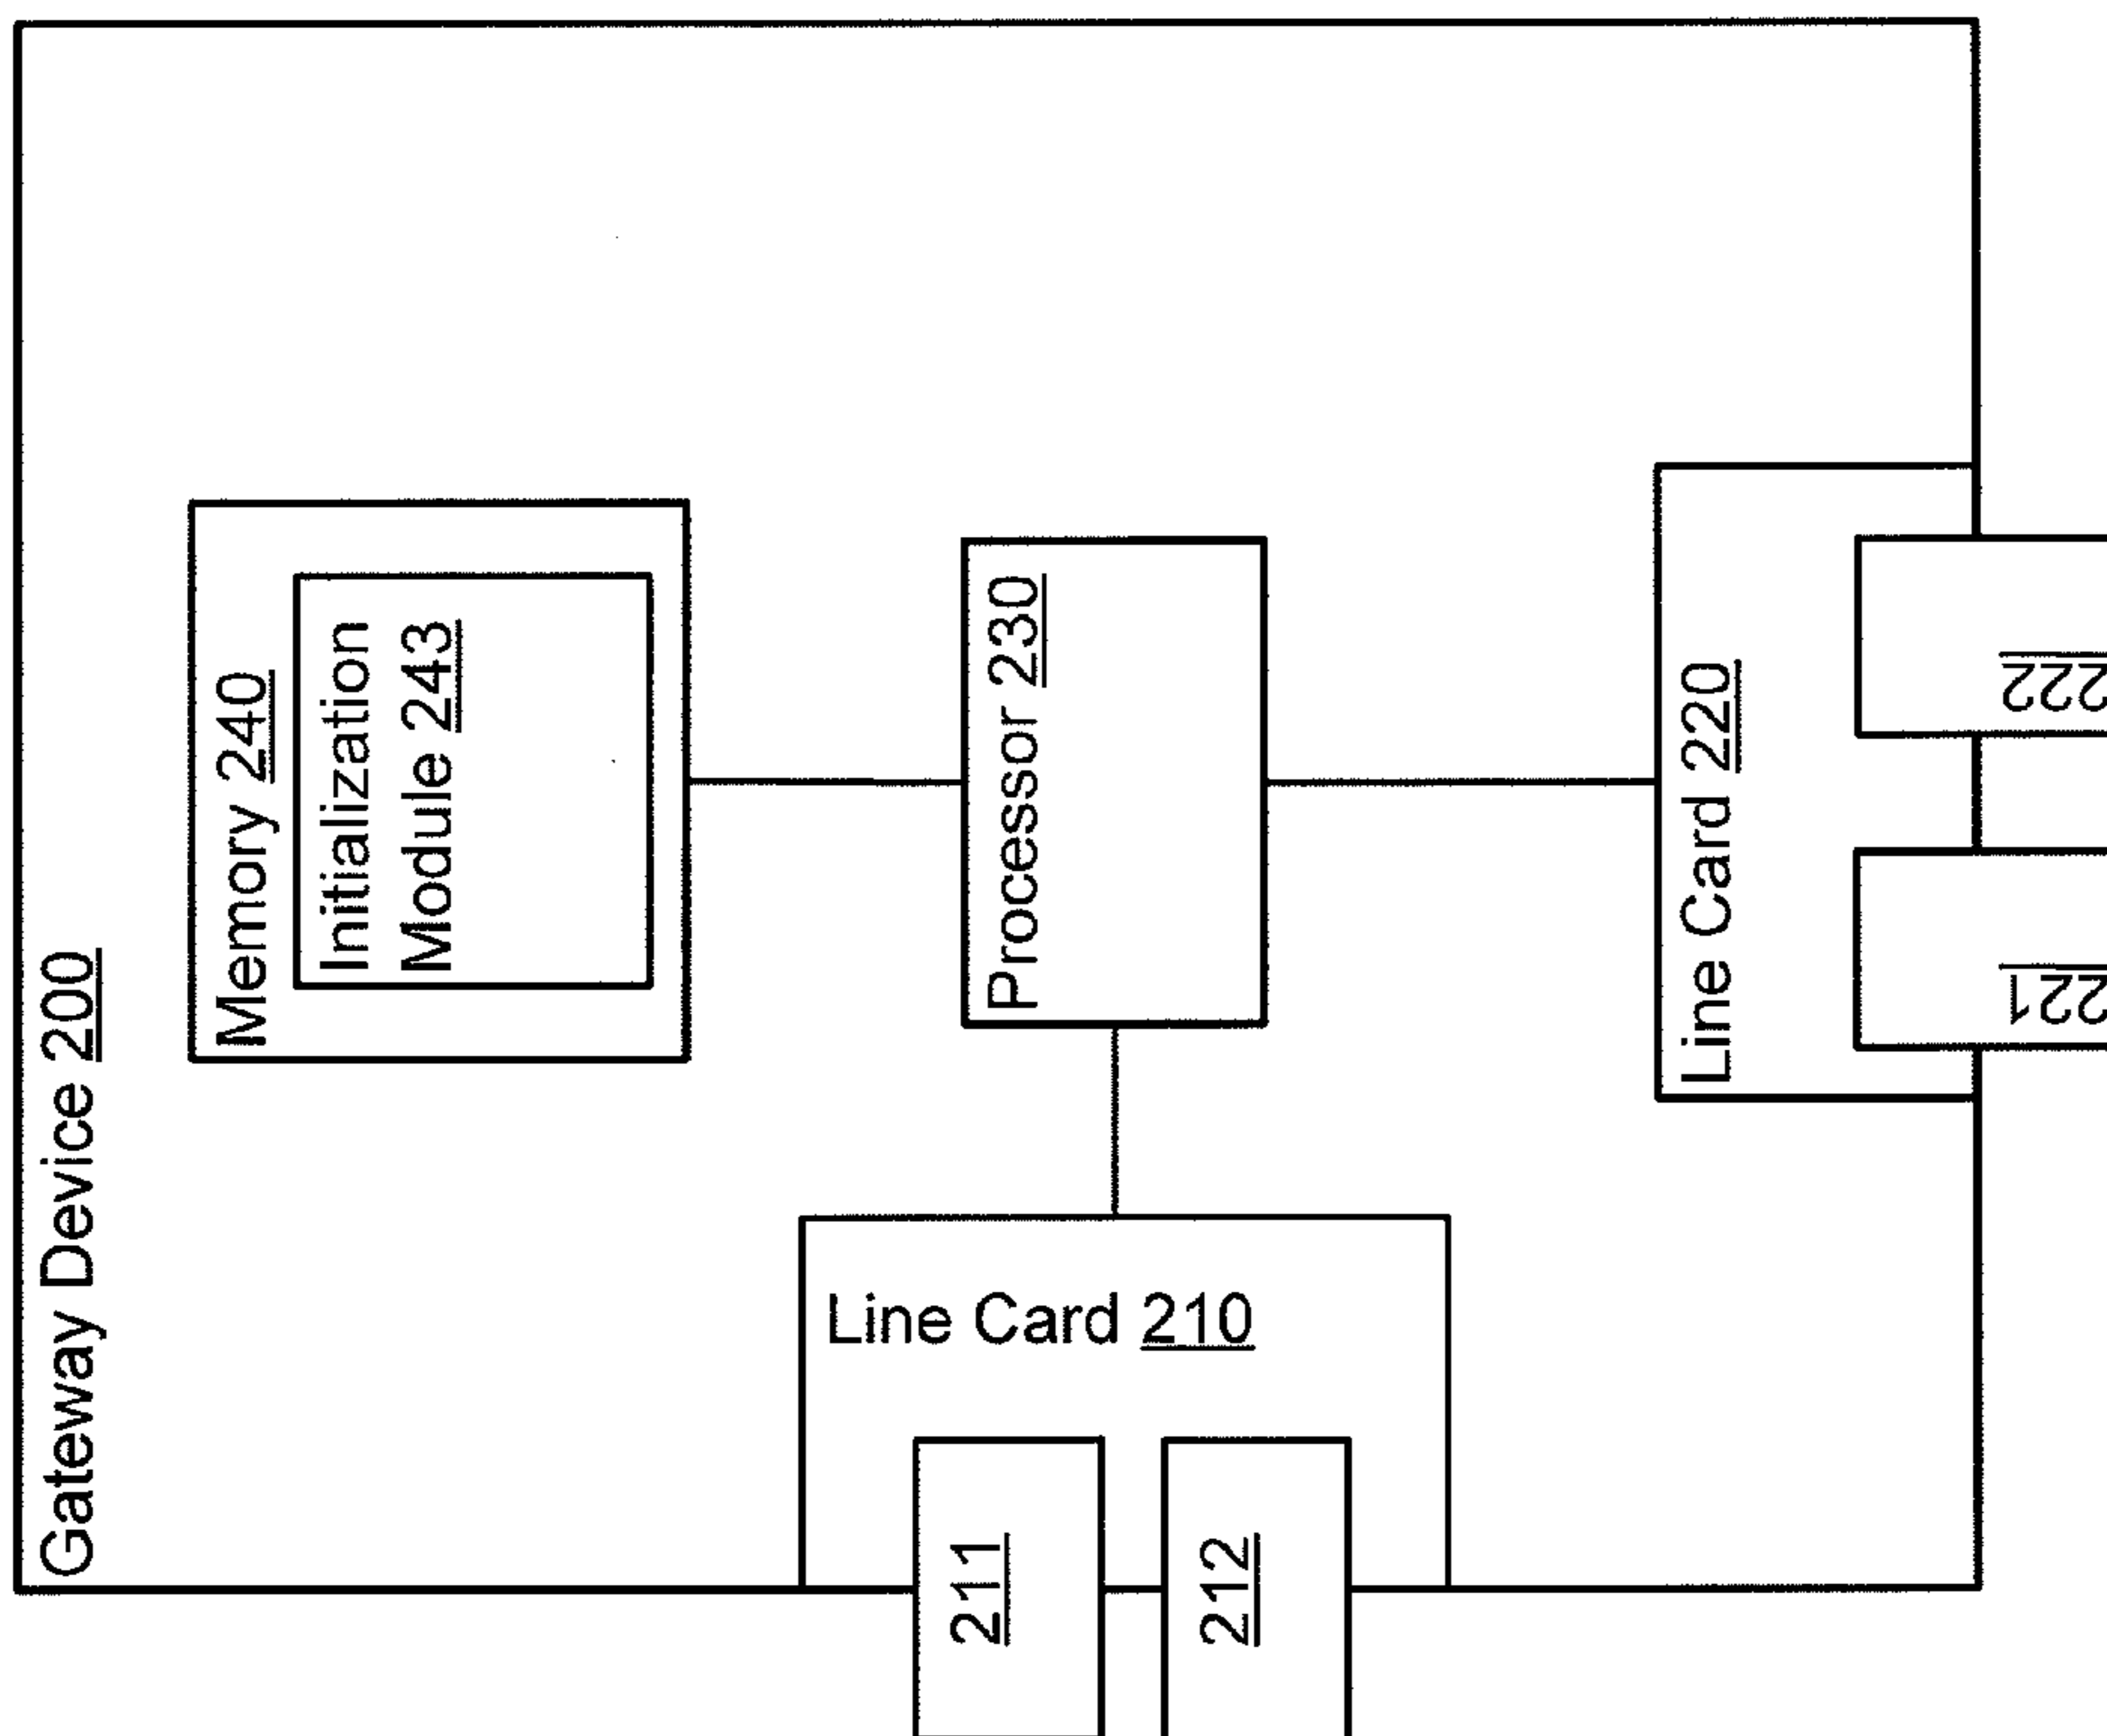 Gateway Device 200
Memory 240
Initialization
Module 243
Processor 230
Line Card 210
211
212
Line Card 220
221
222